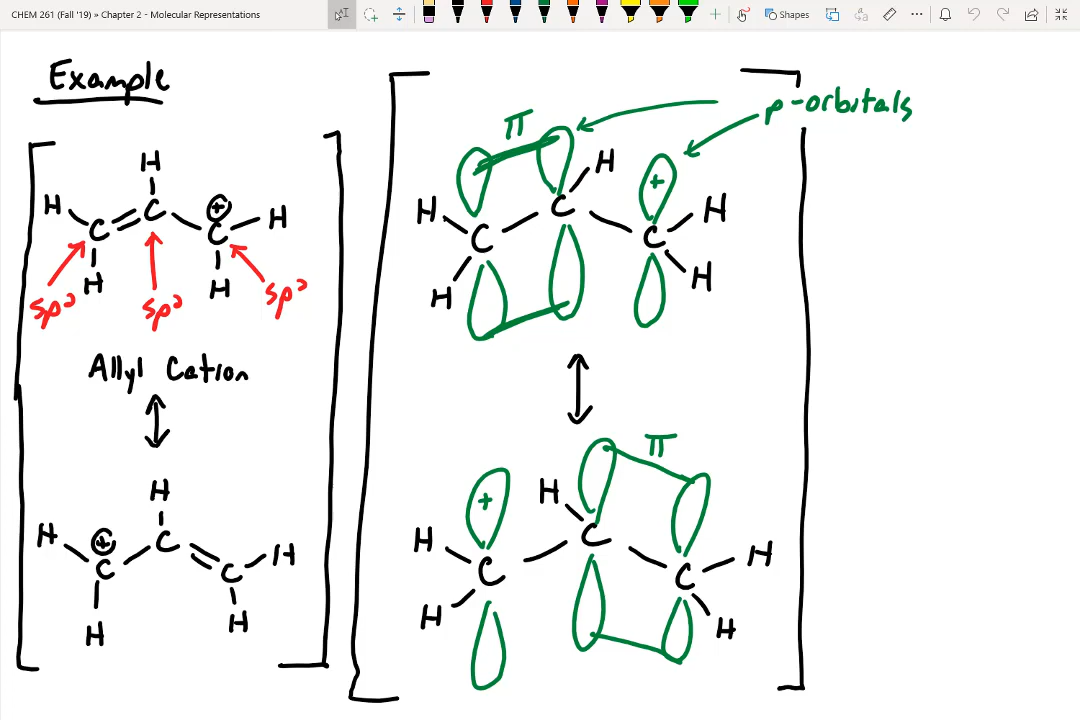 CHEM 261 (Fall '19) » Chapter 2 - Molecular Representations
Shapes
Example
H
H C = C C ⊕ H
H H
sp² sp² sp²
Allyl Cation
H
H ⊕ C C = C H
H H
π
p-orbitals
H
H C C + C H
H H
π
H
H + C C C H
H H